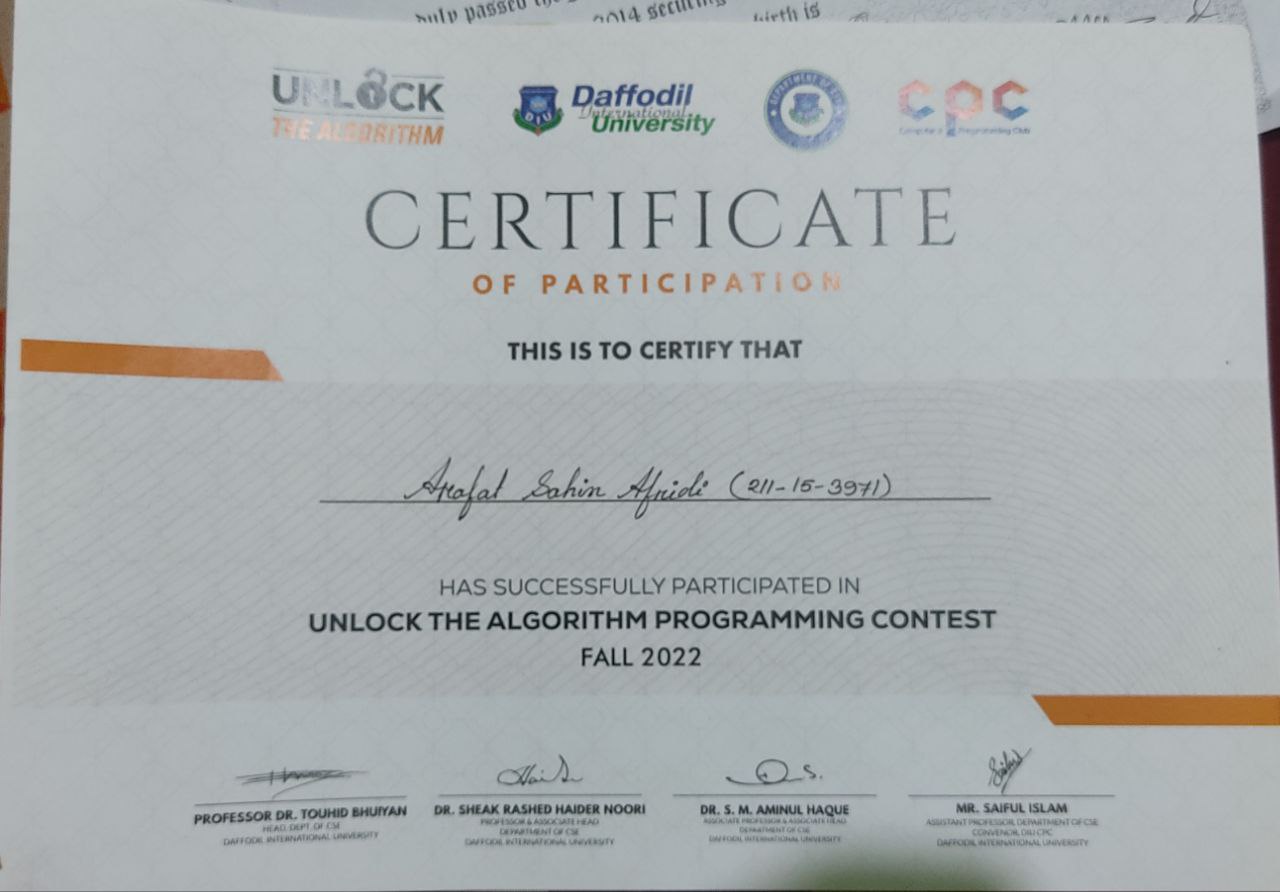 duly passed the
2014 securing
birth is
UNLOCK
THE ALGORITHM
DIU
Daffodil
International
University
DEPARTMENT OF CSE
cpc
Computer & Programming Club
CERTIFICATE
OF PARTICIPATION
THIS IS TO CERTIFY THAT
Arafat Sahin Afridi (211-15-3971)
HAS SUCCESSFULLY PARTICIPATED IN
UNLOCK THE ALGORITHM PROGRAMMING CONTEST
FALL 2022
PROFESSOR DR. TOUHID BHUIYAN
HEAD, DEPT. OF CSE
DAFFODIL INTERNATIONAL UNIVERSITY
DR. SHEAK RASHED HAIDER NOORI
PROFESSOR & ASSOCIATE HEAD
DEPARTMENT OF CSE
DAFFODIL INTERNATIONAL UNIVERSITY
DR. S. M. AMINUL HAQUE
ASSOCIATE PROFESSOR & ASSOCIATE HEAD
DEPARTMENT OF CSE
DAFFODIL INTERNATIONAL UNIVERSITY
MR. SAIFUL ISLAM
ASSISTANT PROFESSOR, DEPARTMENT OF CSE
CONVENOR, DIU CPC
DAFFODIL INTERNATIONAL UNIVERSITY